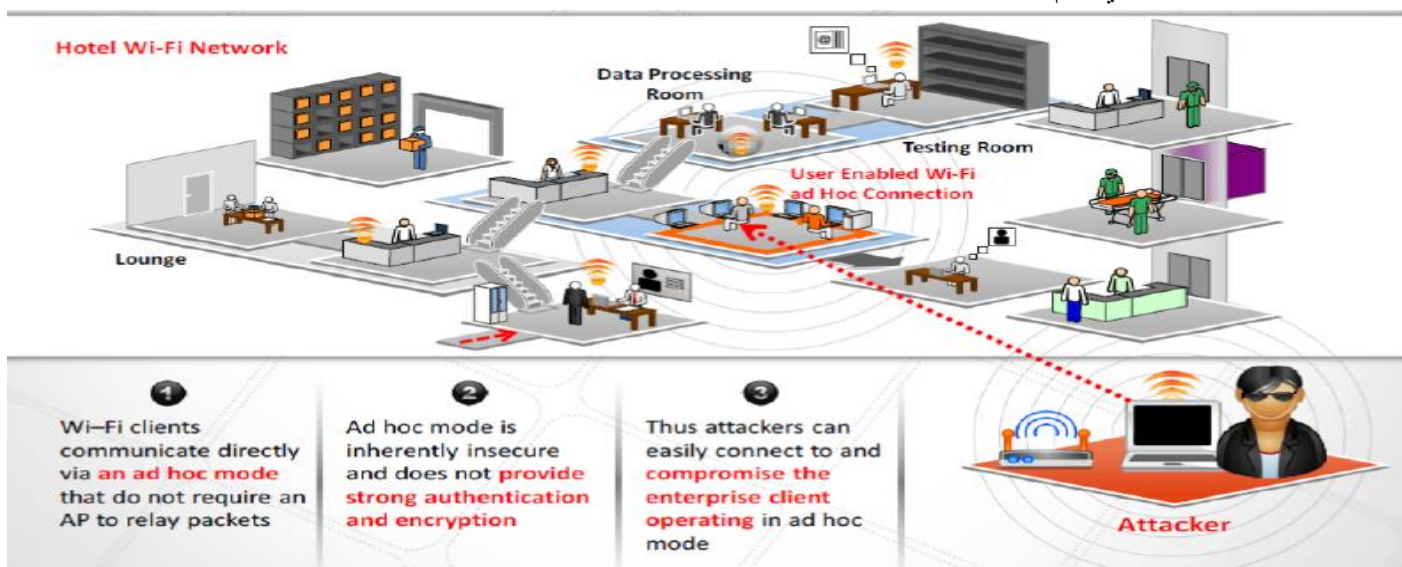 Hotel Wi-Fi Network
Data Processing
Room
Testing Room
User Enabled Wi-Fi
ad Hoc Connection
Lounge
1
Wi–Fi clients
communicate directly
via an ad hoc mode
that do not require an
AP to relay packets
2
Ad hoc mode is
inherently insecure
and does not provide
strong authentication
and encryption
3
Thus attackers can
easily connect to and
compromise the
enterprise client
operating in ad hoc
mode
Attacker